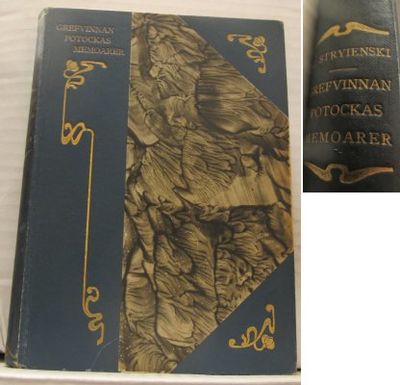 GREFVINNAN
POTOCKAS
MEMOARER
STRYIENSKI
GREFVINNAN
POTOCKAS
MEMOARER